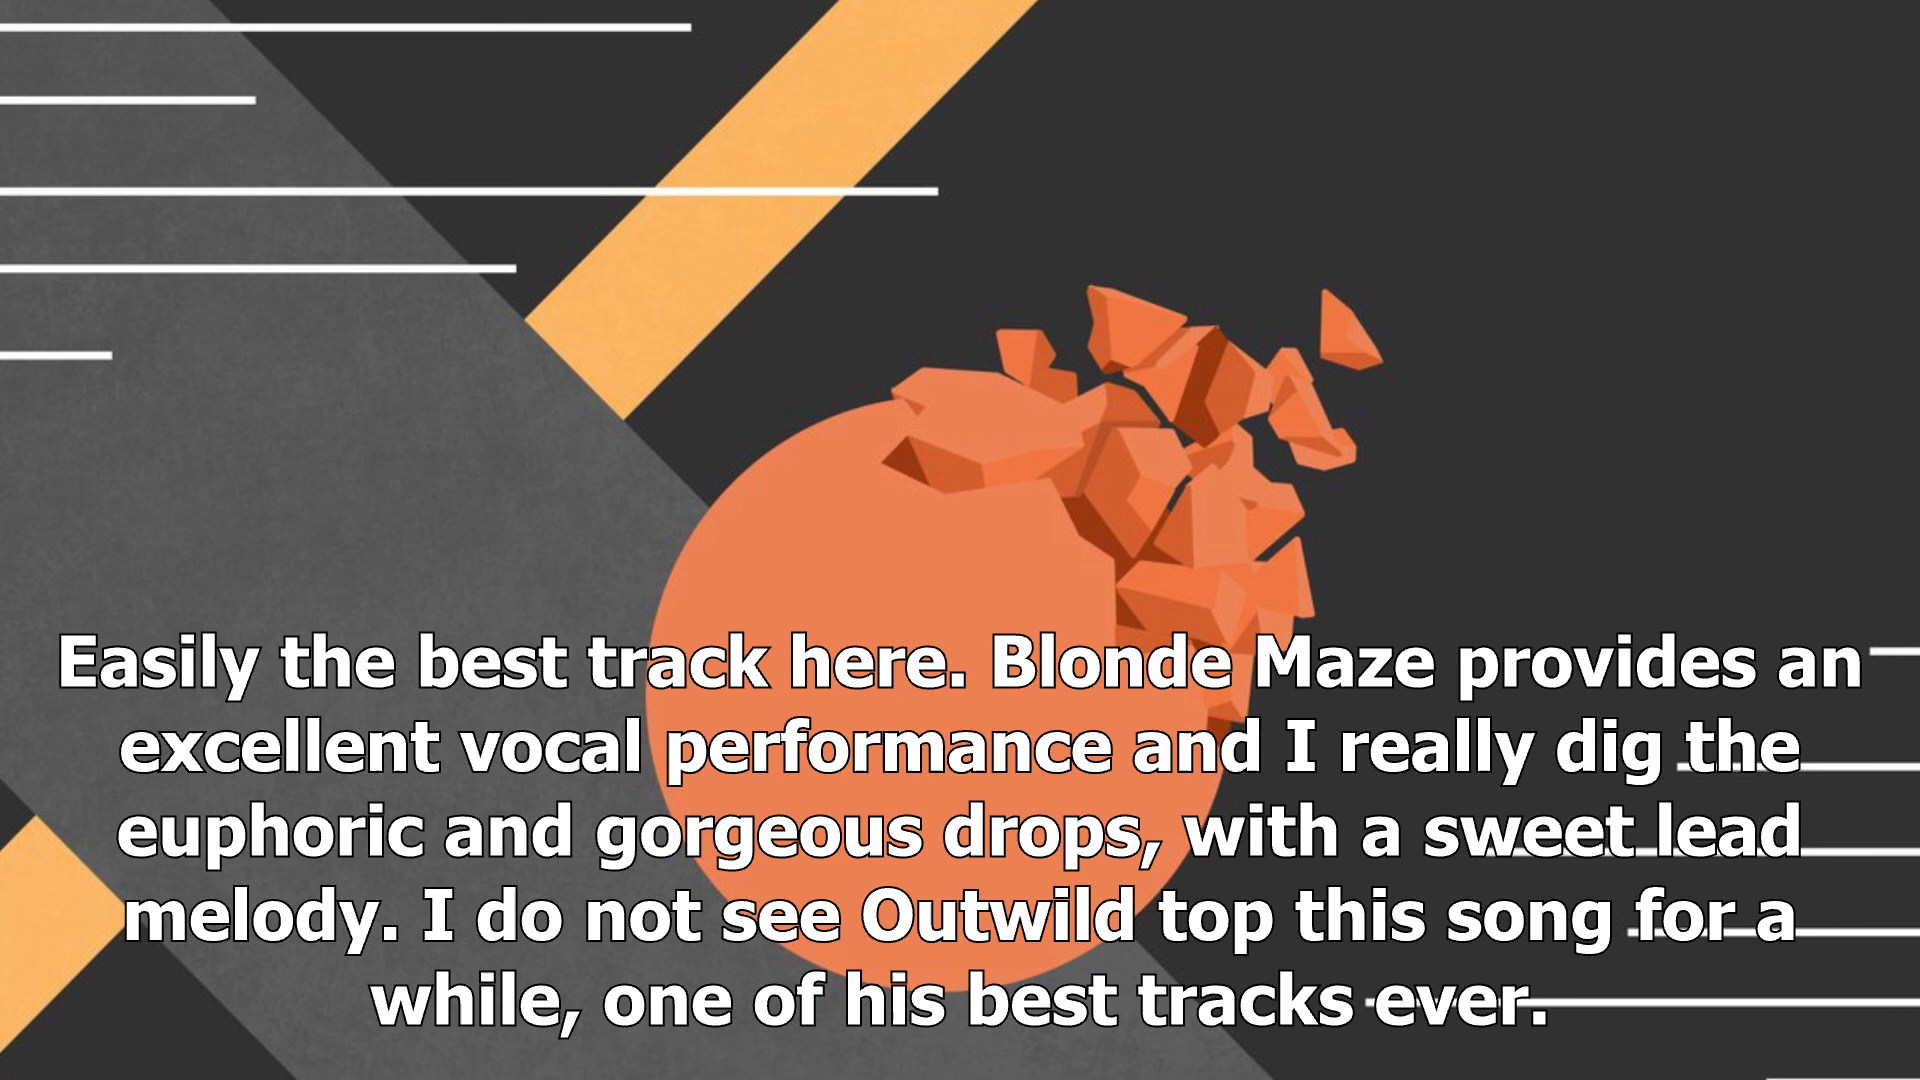 Easily the best track here. Blonde Maze provides an
excellent vocal performance and I really dig the
euphoric and gorgeous drops, with a sweet lead
melody. I do not see Outwild top this song for a
while, one of his best tracks ever.